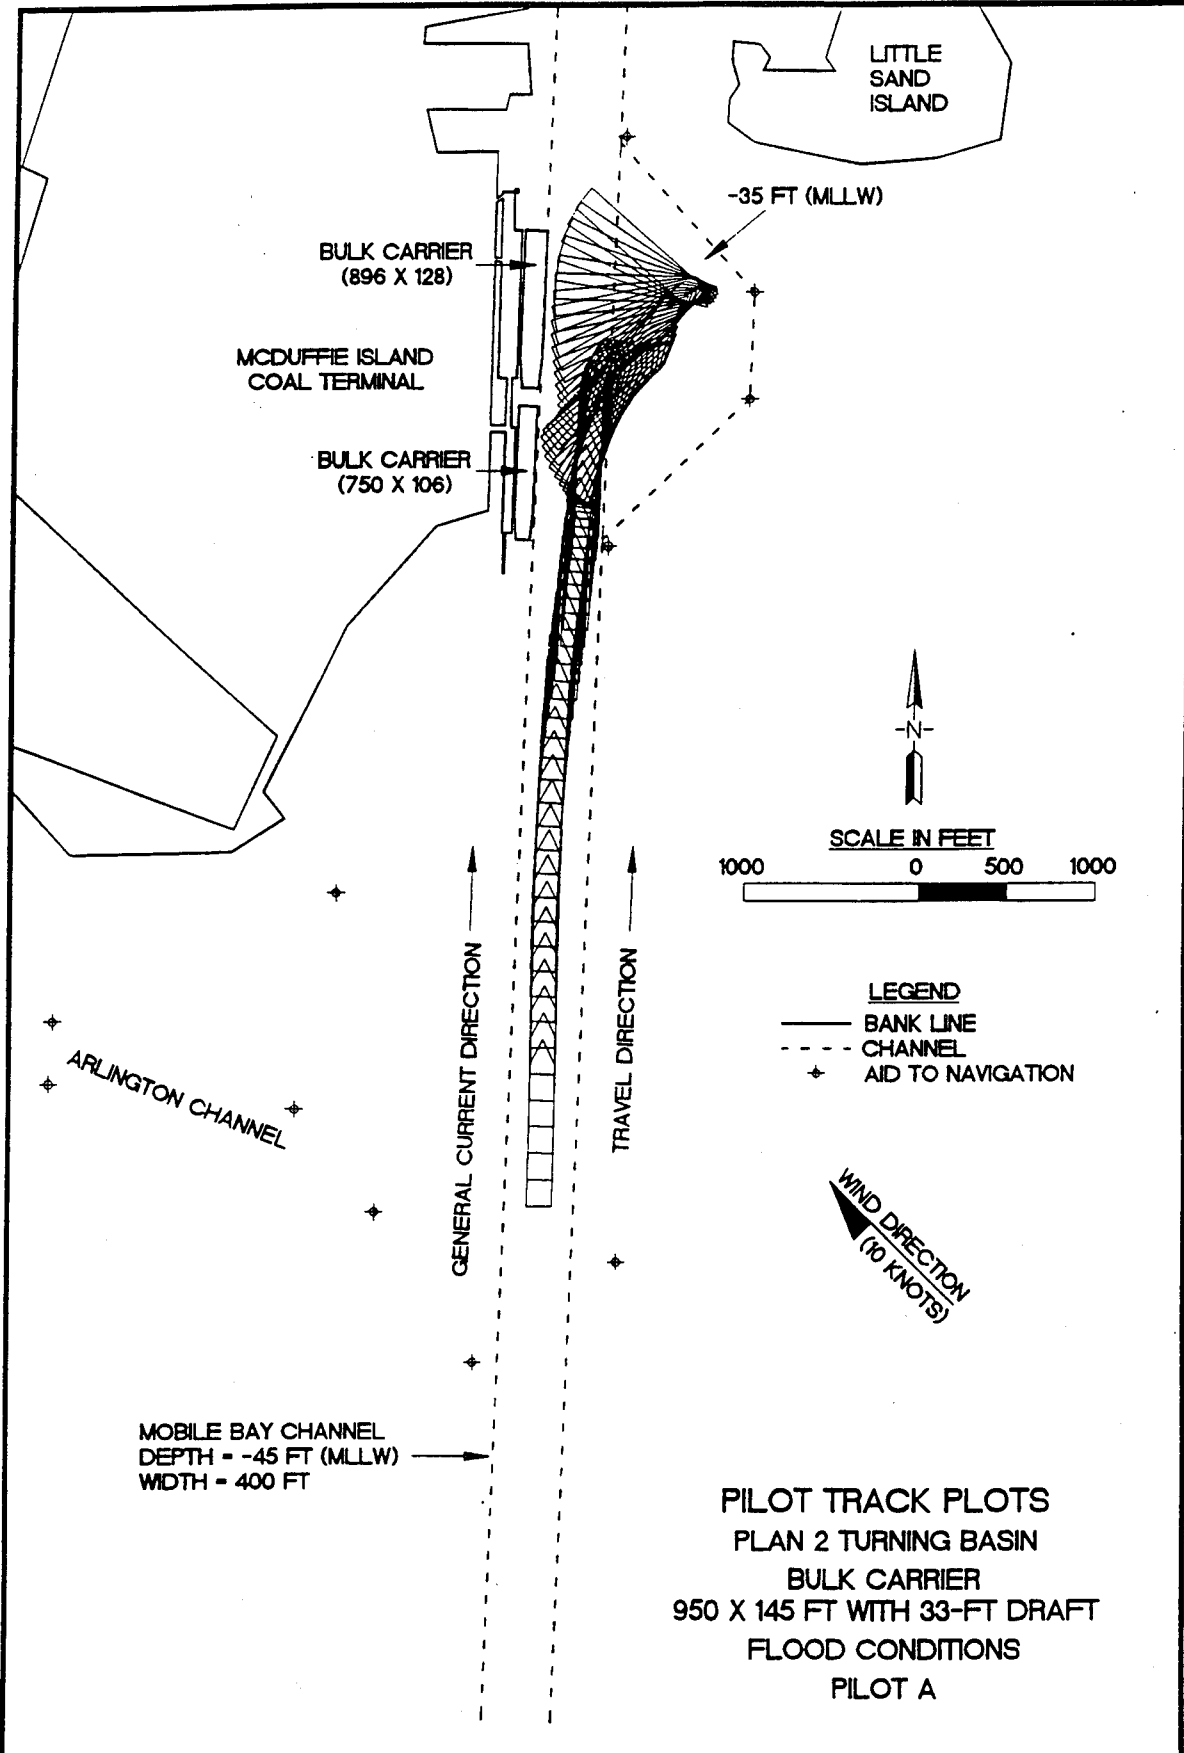 LITTLE
SAND
ISLAND
-35 FT (MLLW)
BULK CARRIER
(896 X 128)
MCDUFFIE ISLAND
COAL TERMINAL
BULK CARRIER
(750 X 106)
-N-
SCALE IN FEET
1000 0 500 1000
GENERAL CURRENT DIRECTION
TRAVEL DIRECTION
LEGEND
BANK LINE
CHANNEL
AID TO NAVIGATION
ARLINGTON CHANNEL
WIND DIRECTION
(10 KNOTS)
MOBILE BAY CHANNEL
DEPTH = -45 FT (MLLW)
WIDTH = 400 FT
PILOT TRACK PLOTS
PLAN 2 TURNING BASIN
BULK CARRIER
950 X 145 FT WITH 33-FT DRAFT
FLOOD CONDITIONS
PILOT A